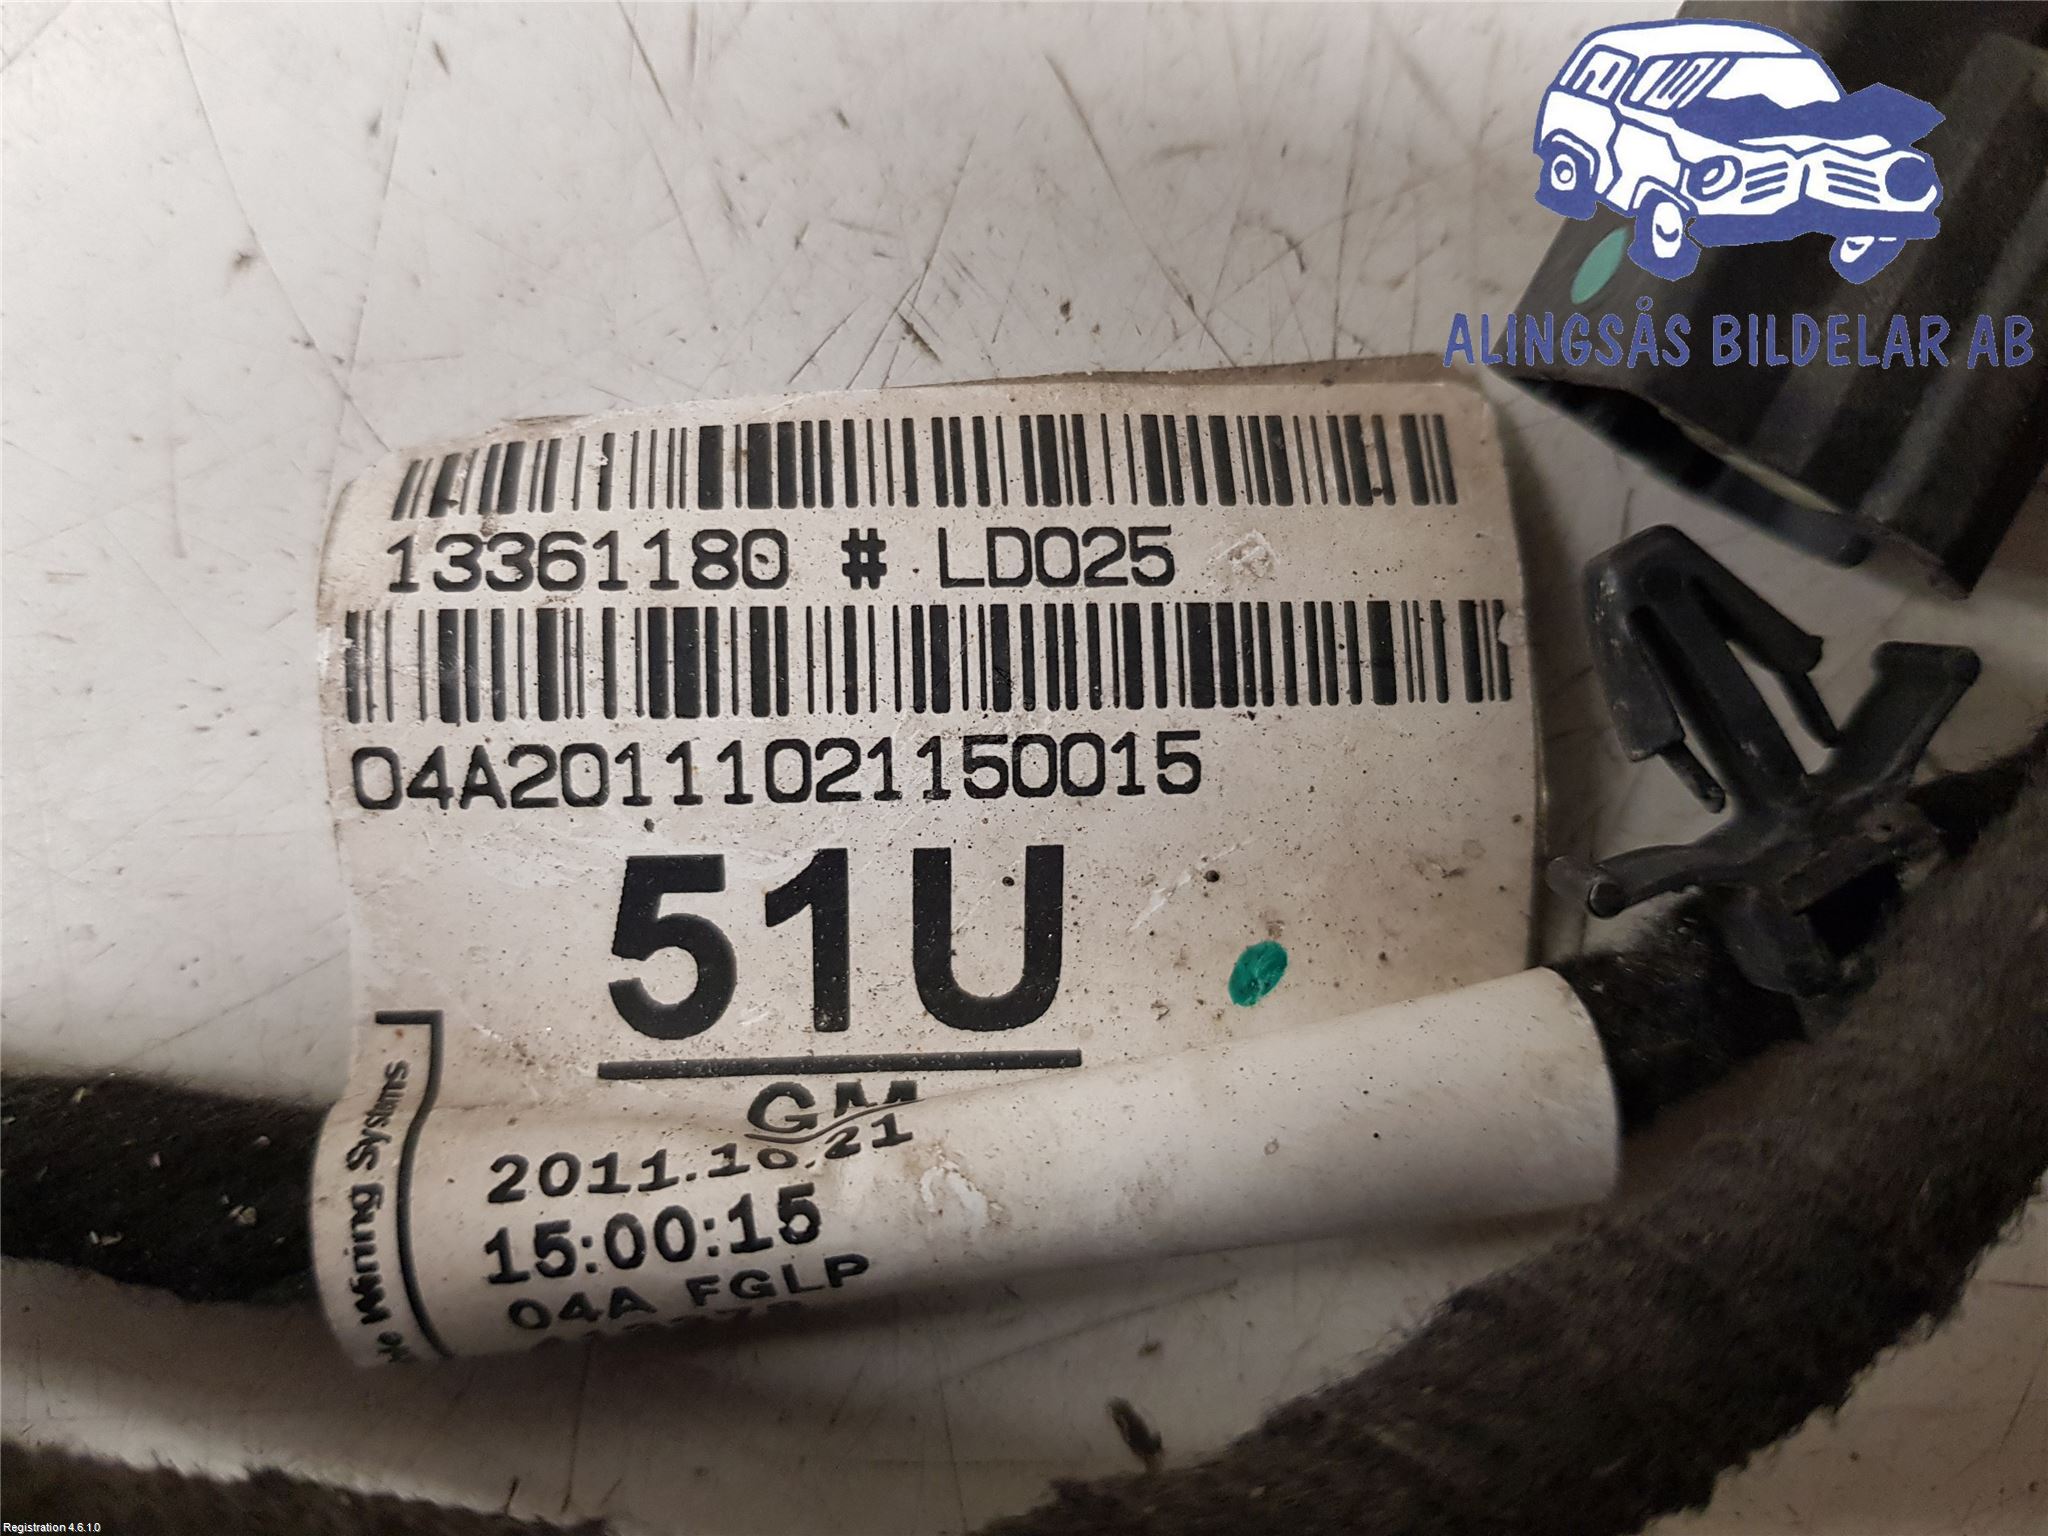 ALINGSÅS BILDELAR AB
13361180 # LD025
04A20111021150015
51U
GM
2011.10.21
15:00:15
04A FGLP
Wiring Systems
Registration 4.6.1.0